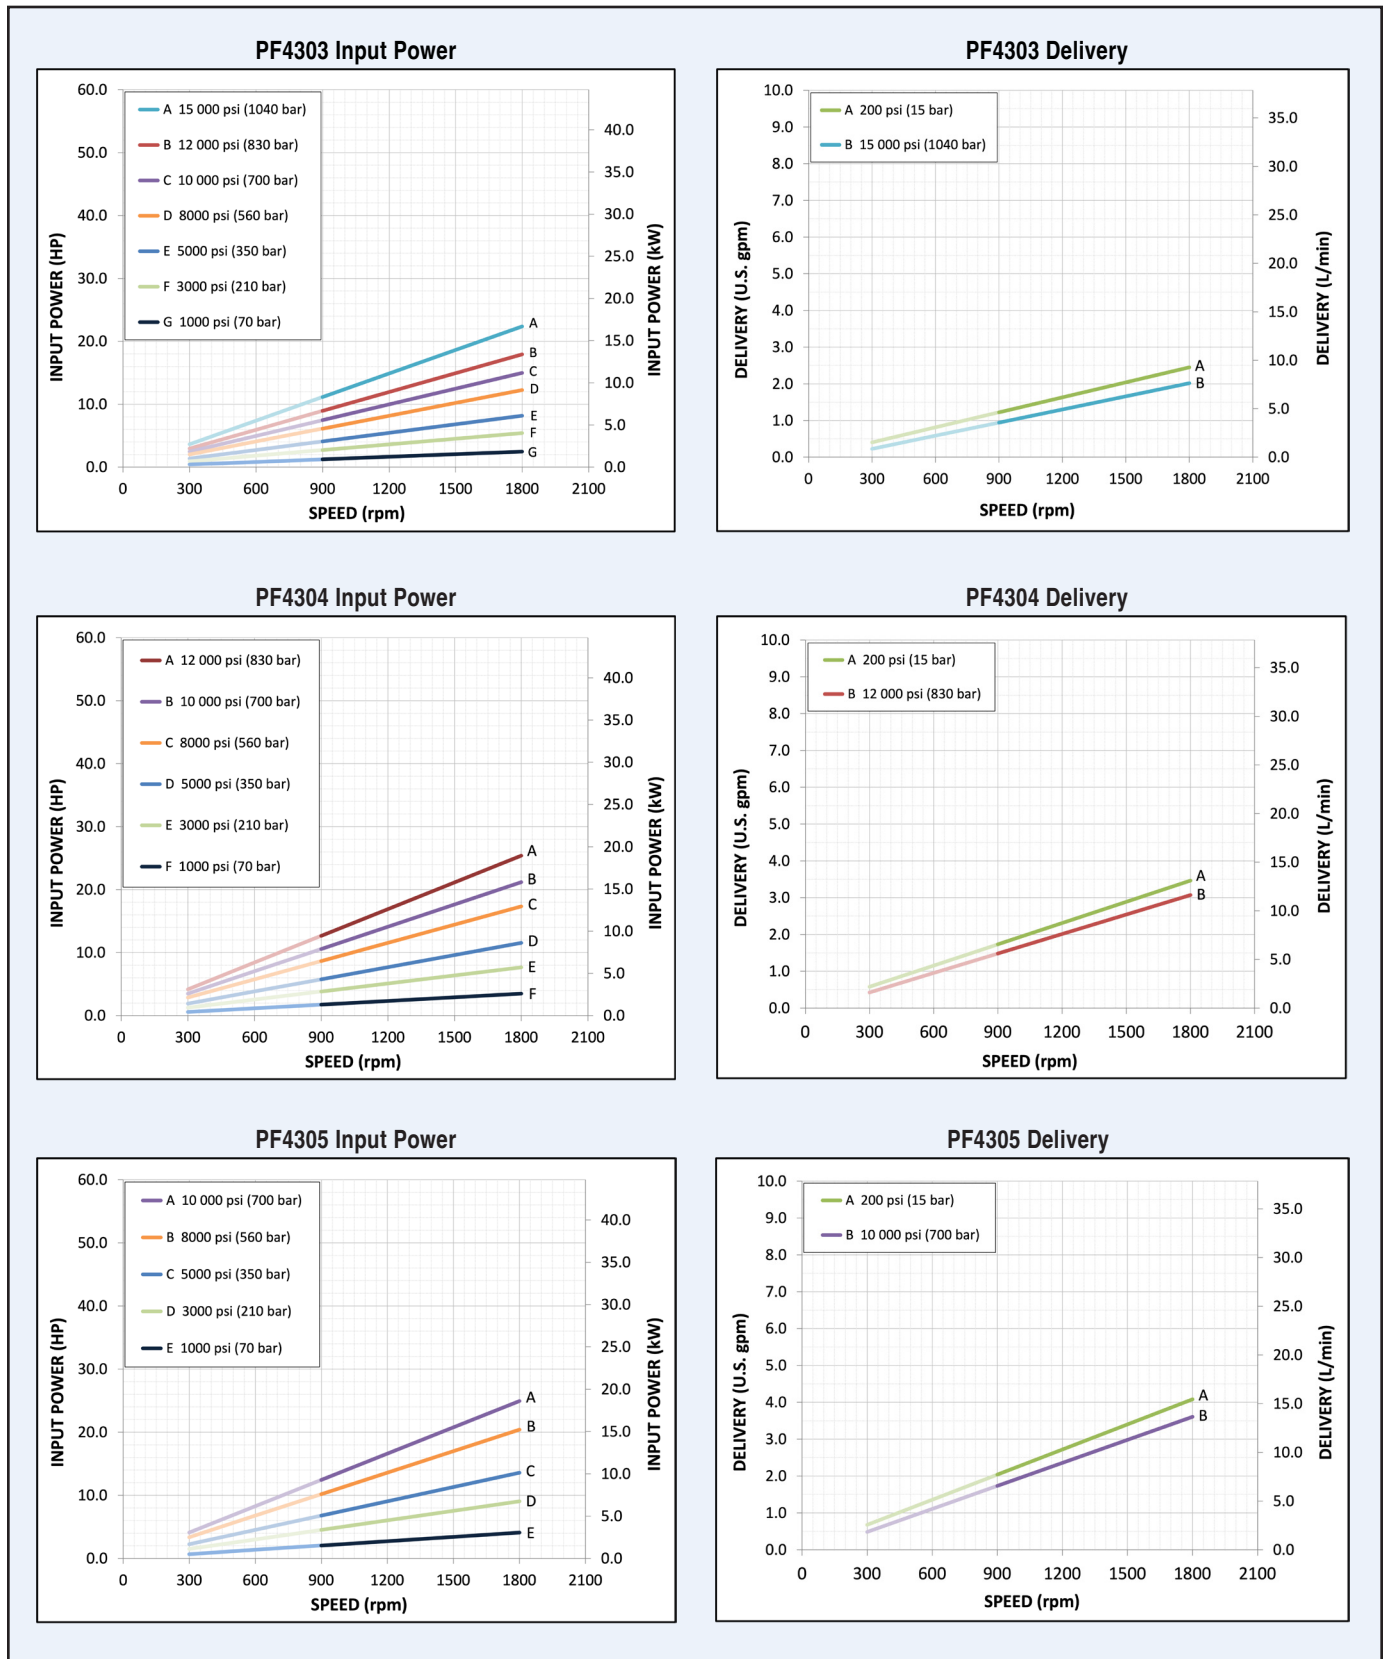 PF4303 Input Power
60.0
50.0
40.0
30.0
20.0
10.0
0.0
INPUT POWER (HP)
A 15 000 psi (1040 bar)
B 12 000 psi (830 bar)
C 10 000 psi (700 bar)
D 8000 psi (560 bar)
E 5000 psi (350 bar)
F 3000 psi (210 bar)
G 1000 psi (70 bar)
A
B
C
D
E
F
G
40.0
35.0
30.0
25.0
20.0
15.0
10.0
5.0
0.0
INPUT POWER (kW)
0 300 600 900 1200 1500 1800 2100
SPEED (rpm)
PF4303 Delivery
10.0
9.0
8.0
7.0
6.0
5.0
4.0
3.0
2.0
1.0
0.0
DELIVERY (U.S. gpm)
A 200 psi (15 bar)
B 15 000 psi (1040 bar)
A
B
35.0
30.0
25.0
20.0
15.0
10.0
5.0
0.0
DELIVERY (L/min)
0 300 600 900 1200 1500 1800 2100
SPEED (rpm)
PF4304 Input Power
60.0
50.0
40.0
30.0
20.0
10.0
0.0
INPUT POWER (HP)
A 12 000 psi (830 bar)
B 10 000 psi (700 bar)
C 8000 psi (560 bar)
D 5000 psi (350 bar)
E 3000 psi (210 bar)
F 1000 psi (70 bar)
A
B
C
D
E
F
40.0
35.0
30.0
25.0
20.0
15.0
10.0
5.0
0.0
INPUT POWER (kW)
0 300 600 900 1200 1500 1800 2100
SPEED (rpm)
PF4304 Delivery
10.0
9.0
8.0
7.0
6.0
5.0
4.0
3.0
2.0
1.0
0.0
DELIVERY (U.S. gpm)
A 200 psi (15 bar)
B 12 000 psi (830 bar)
A
B
35.0
30.0
25.0
20.0
15.0
10.0
5.0
0.0
DELIVERY (L/min)
0 300 600 900 1200 1500 1800 2100
SPEED (rpm)
PF4305 Input Power
60.0
50.0
40.0
30.0
20.0
10.0
0.0
INPUT POWER (HP)
A 10 000 psi (700 bar)
B 8000 psi (560 bar)
C 5000 psi (350 bar)
D 3000 psi (210 bar)
E 1000 psi (70 bar)
A
B
C
D
E
40.0
35.0
30.0
25.0
20.0
15.0
10.0
5.0
0.0
INPUT POWER (kW)
0 300 600 900 1200 1500 1800 2100
SPEED (rpm)
PF4305 Delivery
10.0
9.0
8.0
7.0
6.0
5.0
4.0
3.0
2.0
1.0
0.0
DELIVERY (U.S. gpm)
A 200 psi (15 bar)
B 10 000 psi (700 bar)
A
B
35.0
30.0
25.0
20.0
15.0
10.0
5.0
0.0
DELIVERY (L/min)
0 300 600 900 1200 1500 1800 2100
SPEED (rpm)